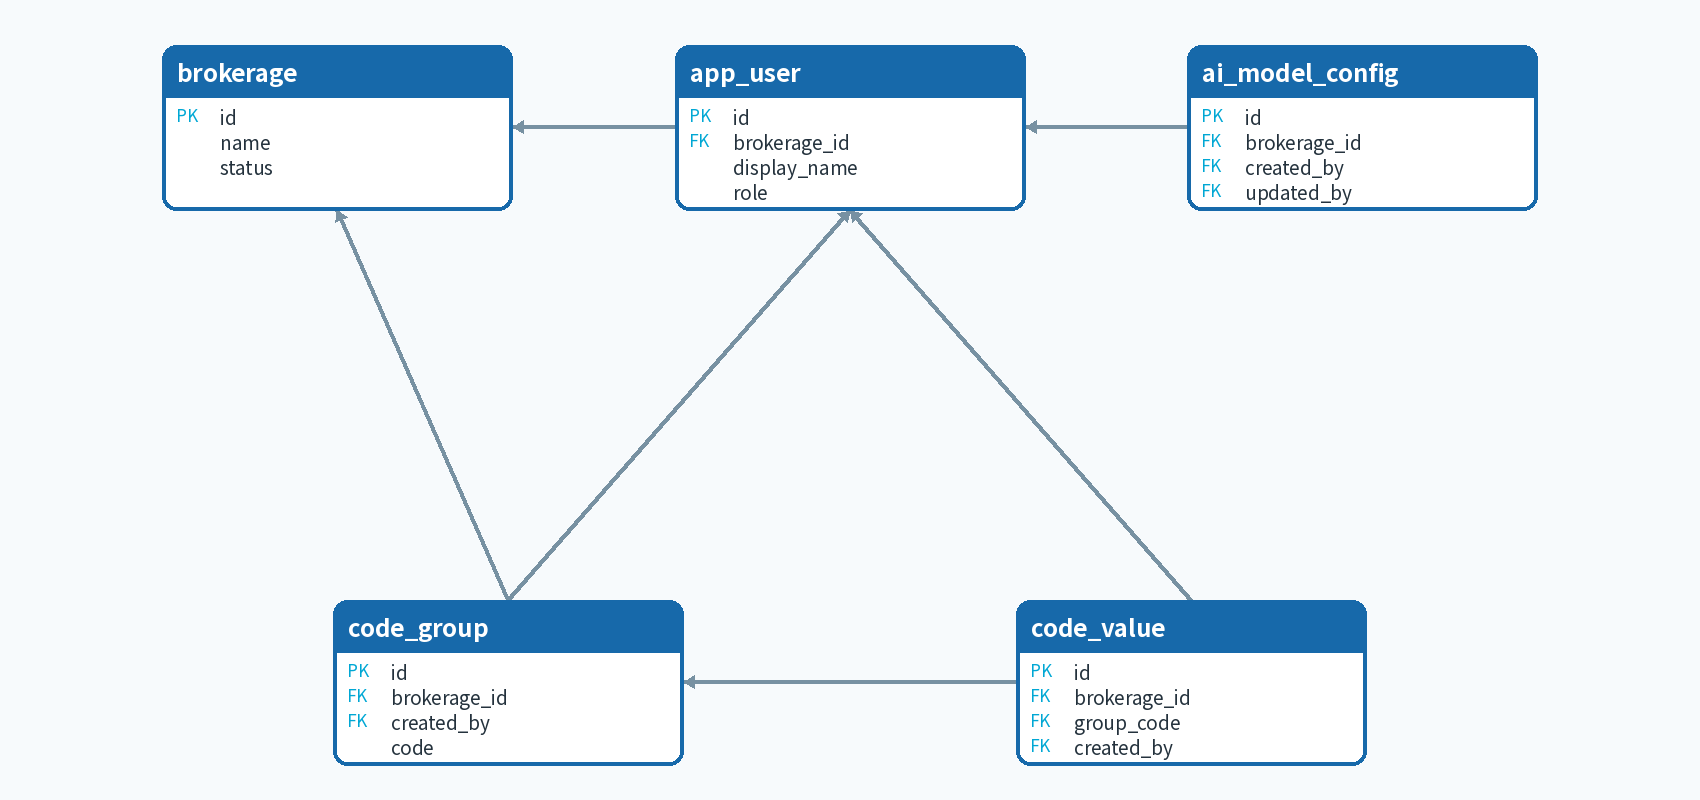 brokerage
PK id
name
status
app_user
PK id
FK brokerage_id
display_name
role
ai_model_config
PK id
FK brokerage_id
FK created_by
FK updated_by
code_group
PK id
FK brokerage_id
FK created_by
code
code_value
PK id
FK brokerage_id
FK group_code
FK created_by